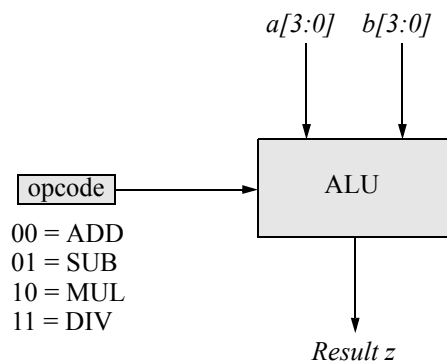 a[3:0] b[3:0]
ALU
opcode
00 = ADD
01 = SUB
10 = MUL
11 = DIV
Result z